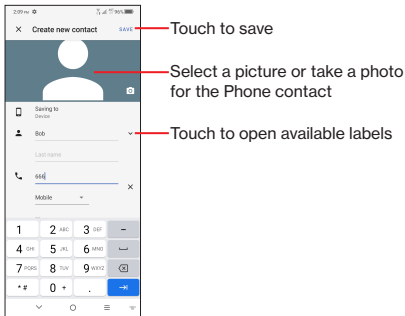 2:09 PM 96%
Create new contact SAVE
Touch to save
Select a picture or take a photo
for the Phone contact
Saving to
Device
Bob
Touch to open available labels
Last name
666
Mobile
1 2 ABC 3 DEF -
4 GHI 5 JKL 6 MNO
7 PQRS 8 TUV 9 WXYZ
* # 0 + .